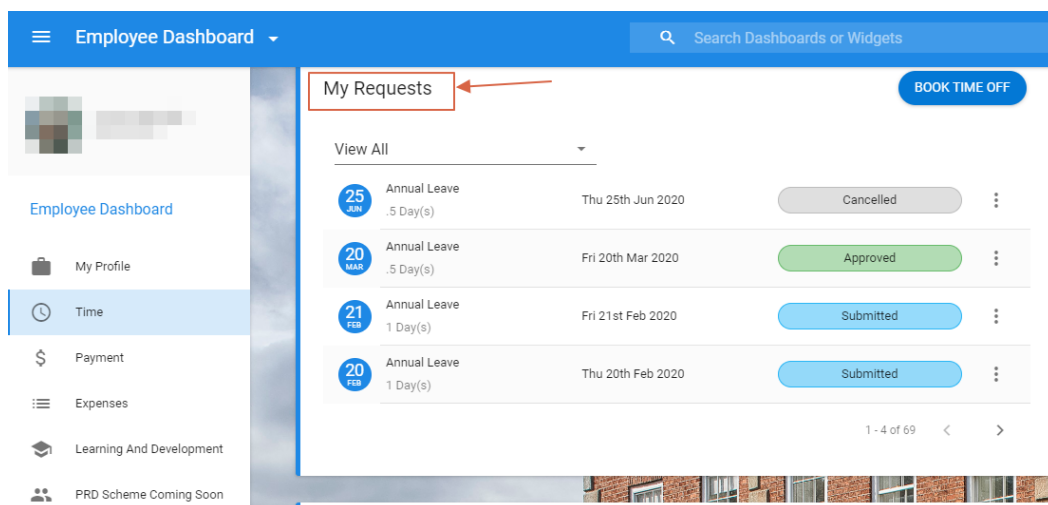 Employee Dashboard
Search Dashboards or Widgets
My Requests
BOOK TIME OFF
View All
25 JUN Annual Leave .5 Day(s) Thu 25th Jun 2020 Cancelled
20 MAR Annual Leave .5 Day(s) Fri 20th Mar 2020 Approved
21 FEB Annual Leave 1 Day(s) Fri 21st Feb 2020 Submitted
20 FEB Annual Leave 1 Day(s) Thu 20th Feb 2020 Submitted
1 - 4 of 69
Employee Dashboard
My Profile
Time
Payment
Expenses
Learning And Development
PRD Scheme Coming Soon